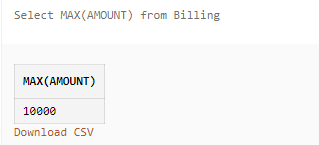 Select MAX(AMOUNT) from Billing
MAX(AMOUNT)
10000
Download CSV